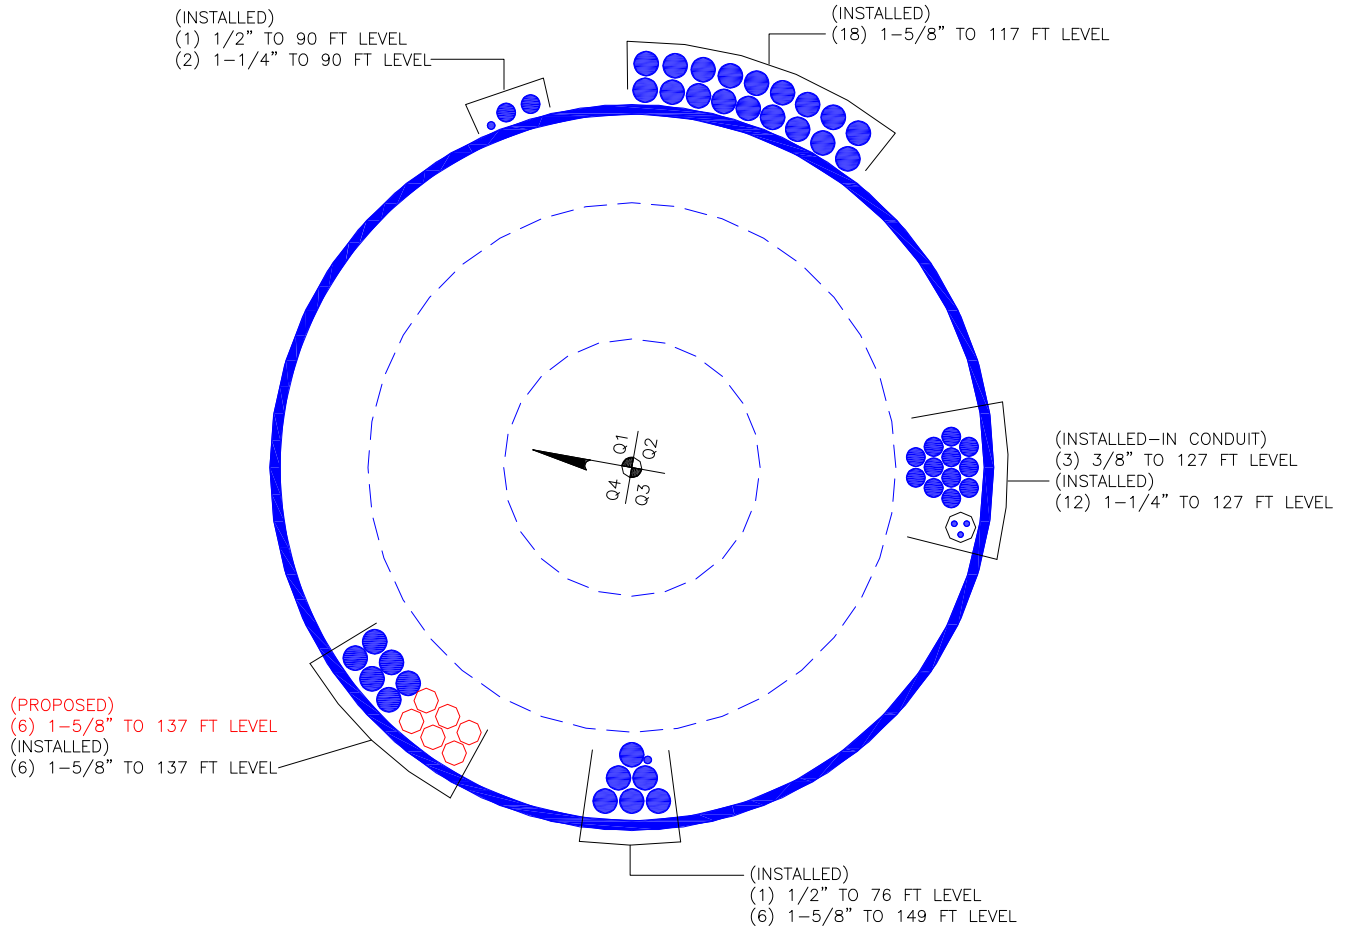 (INSTALLED)
(1) 1/2" TO 90 FT LEVEL
(2) 1-1/4" TO 90 FT LEVEL
(INSTALLED)
(18) 1-5/8" TO 117 FT LEVEL
Q1
Q2
Q4
Q3
(INSTALLED-IN CONDUIT)
(3) 3/8" TO 127 FT LEVEL
(INSTALLED)
(12) 1-1/4" TO 127 FT LEVEL
(PROPOSED)
(6) 1-5/8" TO 137 FT LEVEL
(INSTALLED)
(6) 1-5/8" TO 137 FT LEVEL
(INSTALLED)
(1) 1/2" TO 76 FT LEVEL
(6) 1-5/8" TO 149 FT LEVEL